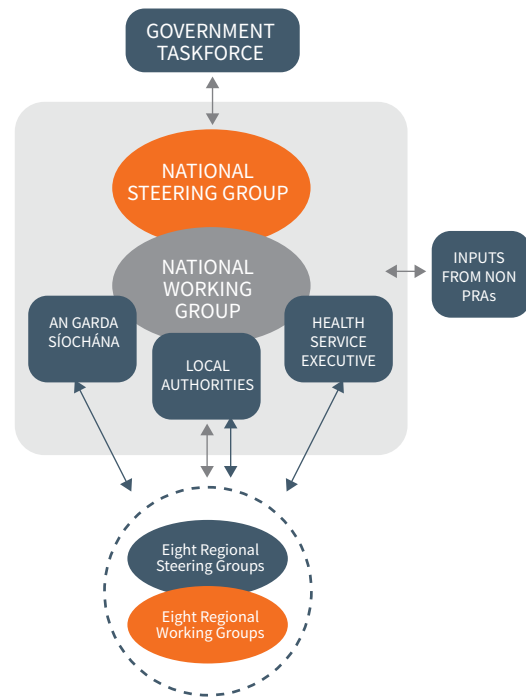 GOVERNMENT
TASKFORCE
NATIONAL
STEERING GROUP
NATIONAL
WORKING
GROUP
INPUTS
FROM NON
PRAs
AN GARDA
SÍOCHÁNA
LOCAL
AUTHORITIES
HEALTH
SERVICE
EXECUTIVE
Eight Regional
Steering Groups
Eight Regional
Working Groups